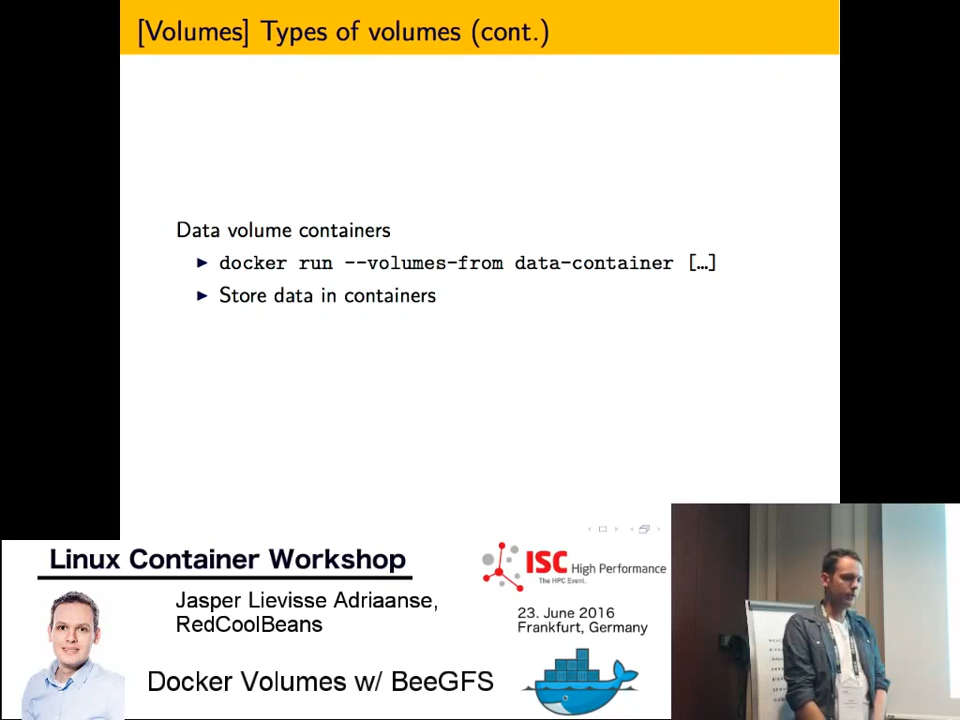 [Volumes] Types of volumes (cont.)
Data volume containers
▶ docker run --volumes-from data-container […]
▶ Store data in containers
Linux Container Workshop
Jasper Lievisse Adriaanse,
RedCoolBeans
Docker Volumes w/ BeeGFS
ISC High Performance
The HPC Event.
23. June 2016
Frankfurt, Germany